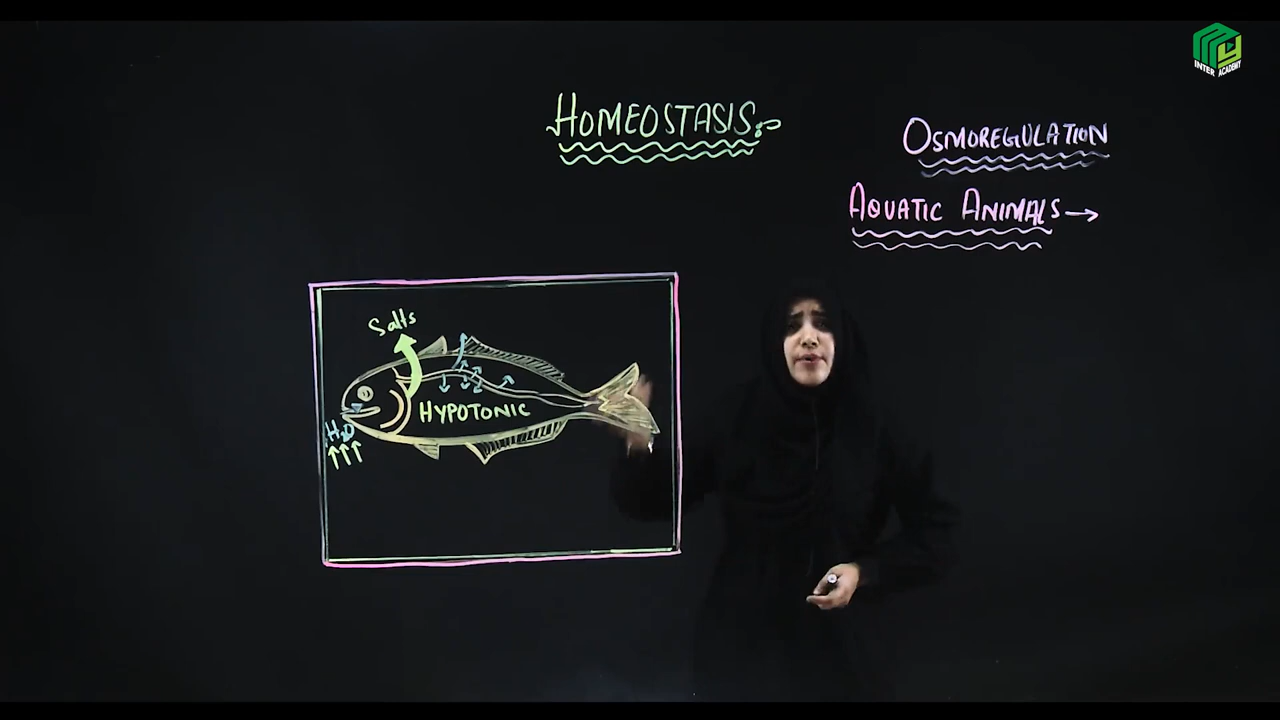 HOMEOSTASIS:-
OSMOREGULATION
AQUATIC ANIMALS →
Salts
HYPOTONIC
H2O
↑↑↑
INTER ACADEMY